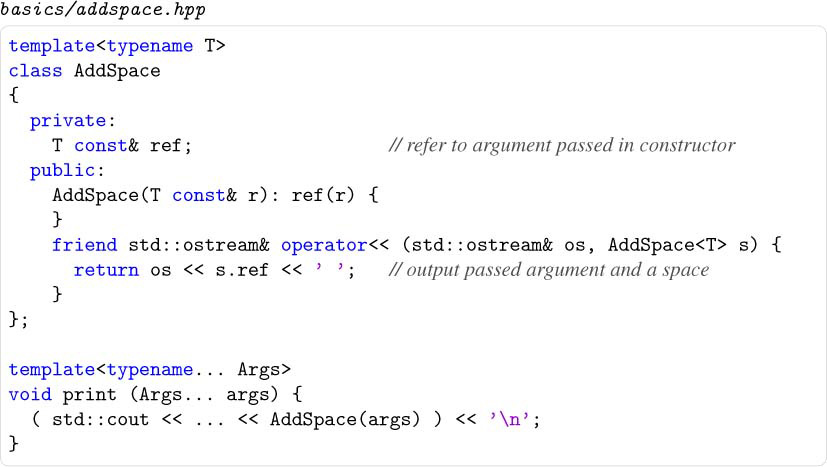 basics/addspace.hpp
template<typename T>
class AddSpace
{
  private:
    T const& ref;                  // refer to argument passed in constructor
  public:
    AddSpace(T const& r): ref(r) {
    }
    friend std::ostream& operator<< (std::ostream& os, AddSpace<T> s) {
      return os << s.ref << ' ';   // output passed argument and a space
    }
};

template<typename... Args>
void print (Args... args) {
  ( std::cout << ... << AddSpace(args) ) << '\n';
}